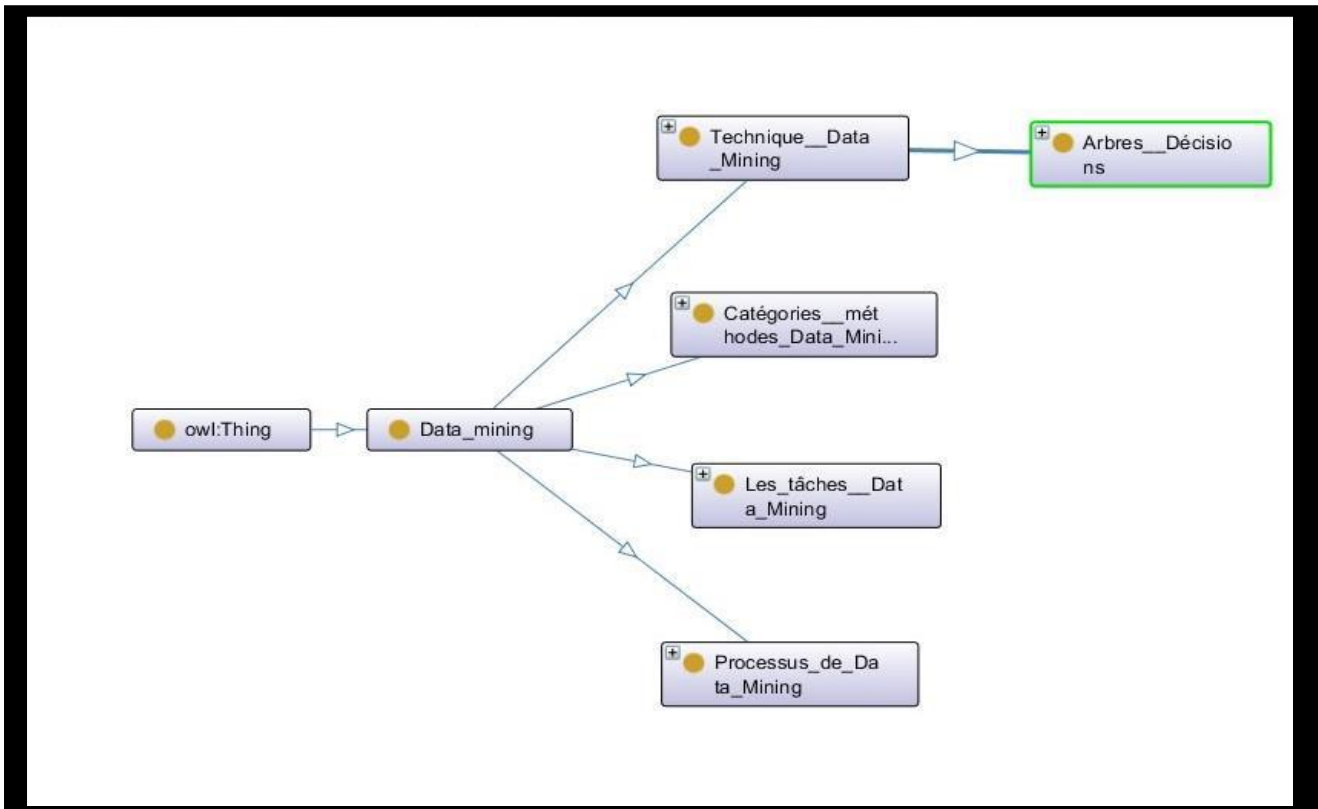 Technique__Data
_Mining
Arbres__Décisio
ns
Catégories__mét
hodes_Data_Mini...
owl:Thing
Data_mining
Les_tâches__Dat
a_Mining
Processus_de_Da
ta_Mining